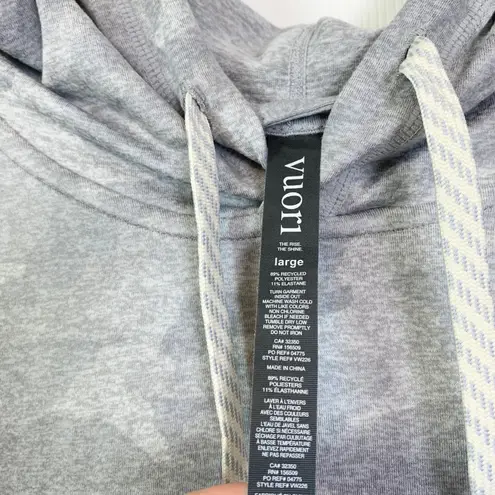 vuori
THE RISE.
THE SHINE.
large
89% RECYCLED
POLYESTER
11% ELASTANE
TURN GARMENT
INSIDE OUT
MACHINE WASH COLD
WITH LIKE COLORS
NON CHLORINE
BLEACH IF NEEDED
TUMBLE DRY LOW
REMOVE PROMPTLY
DO NOT IRON
CA# 32350
RN# 156509
PO REF# 04775
STYLE REF# VW226
MADE IN CHINA
89% RECYCLÉ
POLYESTERS
11% ÉLASTHANNE
LAVER À L'ENVERS
À L'EAU FROID
AVEC DES COULEURS
SEMBLABLES
L'EAU DE JAVEL SANS
CHLORE SI NÉCESSAIRE
SÉCHAGE PAR CULBUTAGE
À BASSE TEMPÉRATURE
ENLEVEZ RAPIDEMENT
NE PAS REPASSER
CA# 32350
RN# 156509
PO REF# 04775
STYLE REF# VW226